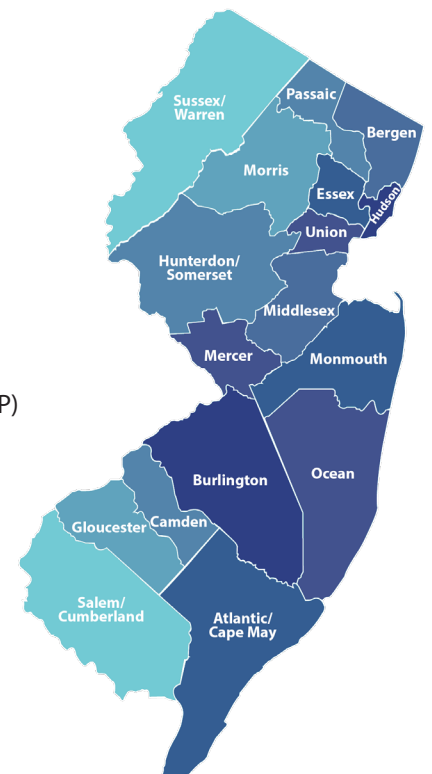 Passaic
Sussex/
Warren
Bergen
Morris
Essex
Hudson
Union
Hunterdon/
Somerset
Middlesex
Mercer
Monmouth
P)
Ocean
Burlington
Camden
Gloucester
Salem/
Cumberland
Atlantic/
Cape May